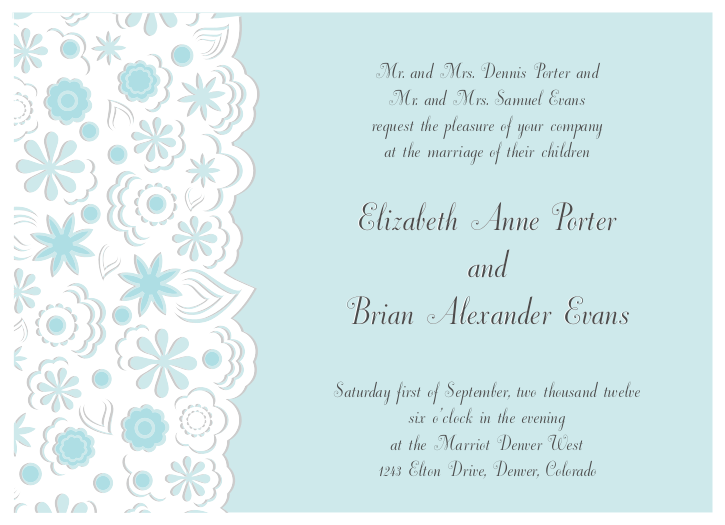 Mr. and Mrs. Dennis Porter and
Mr. and Mrs. Samuel Evans
request the pleasure of your company
at the marriage of their children
Elizabeth Anne Porter
and
Brian Alexander Evans
Saturday first of September, two thousand twelve
six o'clock in the evening
at the Marriot Denver West
1243 Elton Drive, Denver, Colorado